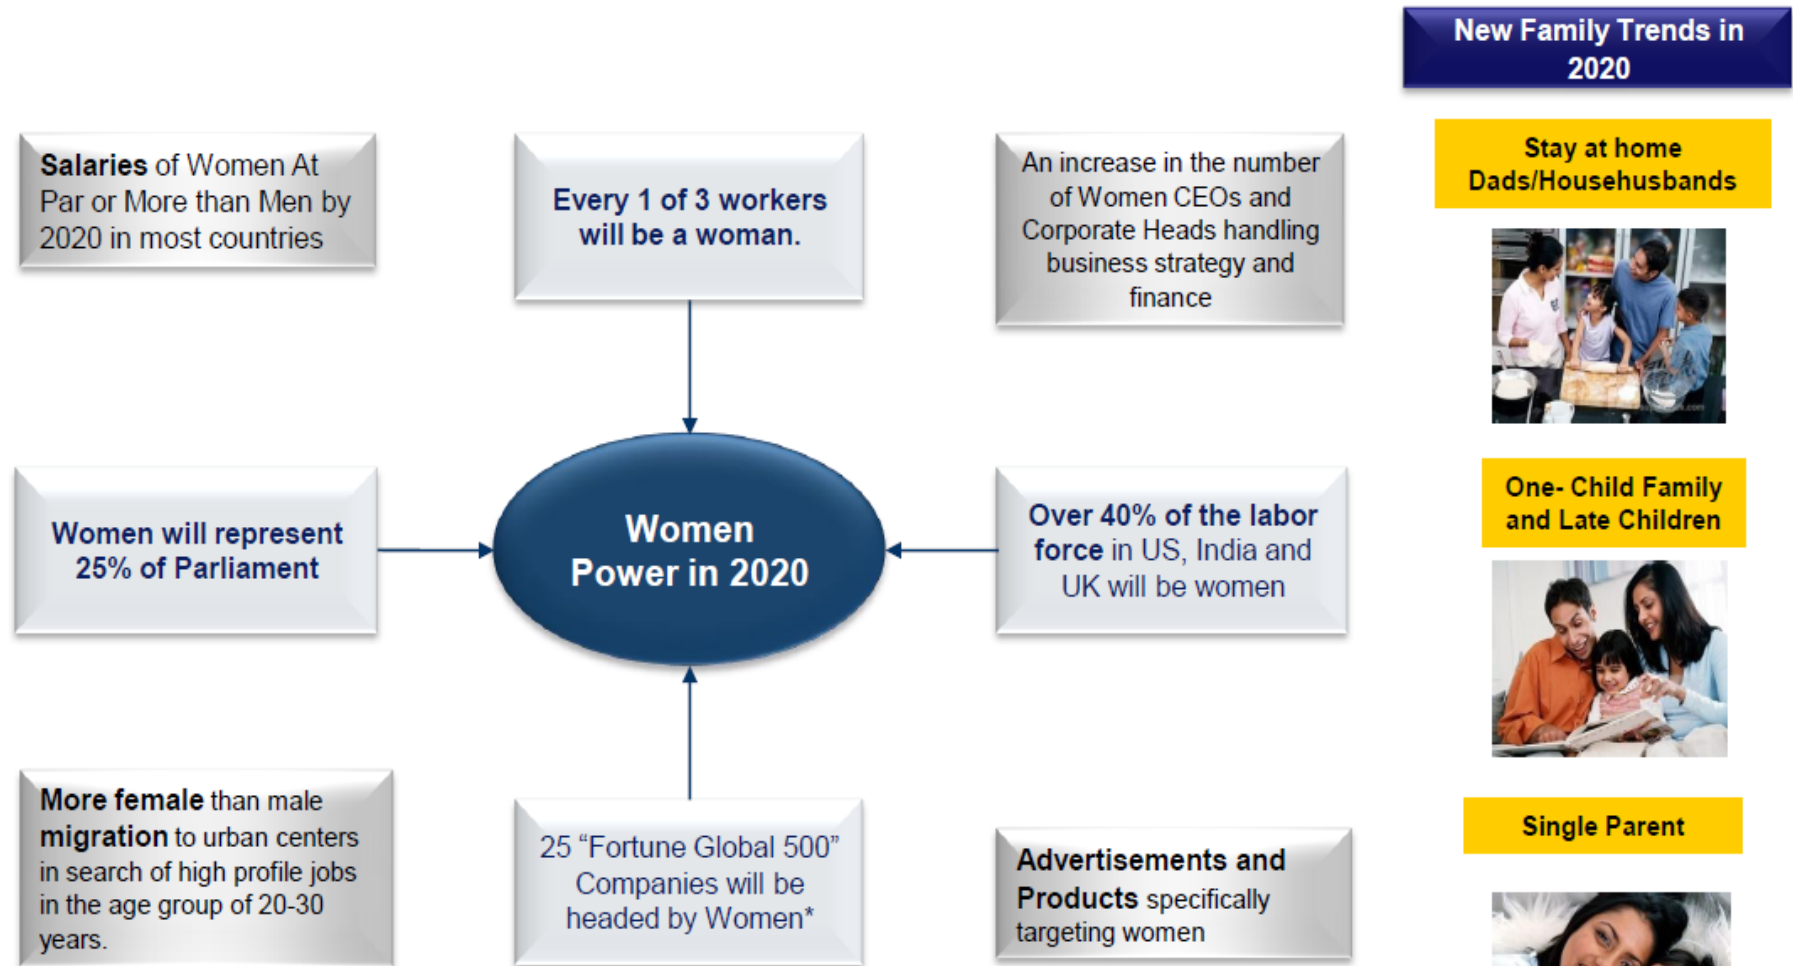 New Family Trends in
2020
Salaries of Women At
Par or More than Men by
2020 in most countries
Every 1 of 3 workers
will be a woman.
An increase in the number
of Women CEOs and
Corporate Heads handling
business strategy and
finance
Stay at home
Dads/Househusbands
Women will represent
25% of Parliament
Women
Power in 2020
Over 40% of the labor
force in US, India and
UK will be women
One- Child Family
and Late Children
More female than male
migration to urban centers
in search of high profile jobs
in the age group of 20-30
years.
25 “Fortune Global 500”
Companies will be
headed by Women*
Advertisements and
Products specifically
targeting women
Single Parent